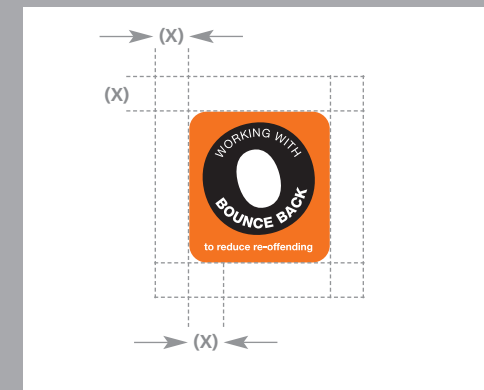 (X)
(X)
WORKING WITH
BOUNCE BACK
to reduce re-offending
(X)